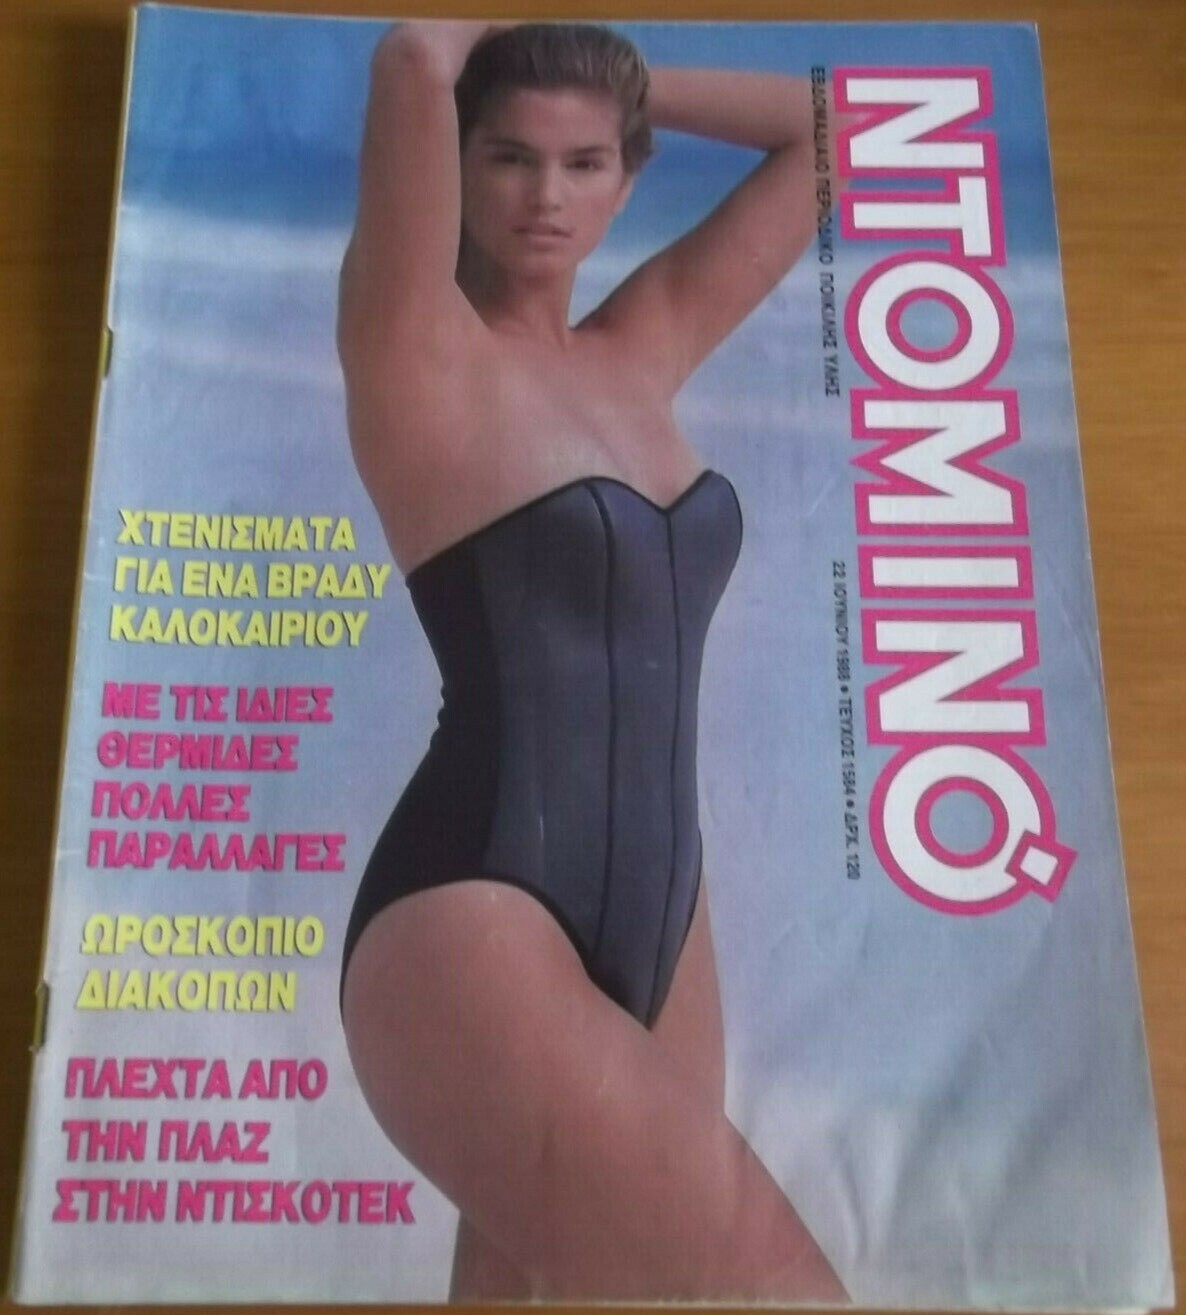 ΝΤΟΜΙΝΟ
ΕΒΔΟΜΑΔΙΑΙΟ ΠΕΡΙΟΔΙΚΟ ΠΟΙΚΙΛΗΣ ΥΛΗΣ
22 ΙΟΥΝΙΟΥ 1988 • ΤΕΥΧΟΣ 1584 • ΔΡΧ. 120
ΧΤΕΝΙΣΜΑΤΑ
ΓΙΑ ΕΝΑ ΒΡΑΔΥ
ΚΑΛΟΚΑΙΡΙΟΥ
ΜΕ ΤΙΣ ΙΔΙΕΣ
ΘΕΡΜΙΔΕΣ
ΠΟΛΛΕΣ
ΠΑΡΑΛΛΑΓΕΣ
ΩΡΟΣΚΟΠΙΟ
ΔΙΑΚΟΠΩΝ
ΠΛΕΧΤΑ ΑΠΟ
ΤΗΝ ΠΛΑΖ
ΣΤΗΝ ΝΤΙΣΚΟΤΕΚ